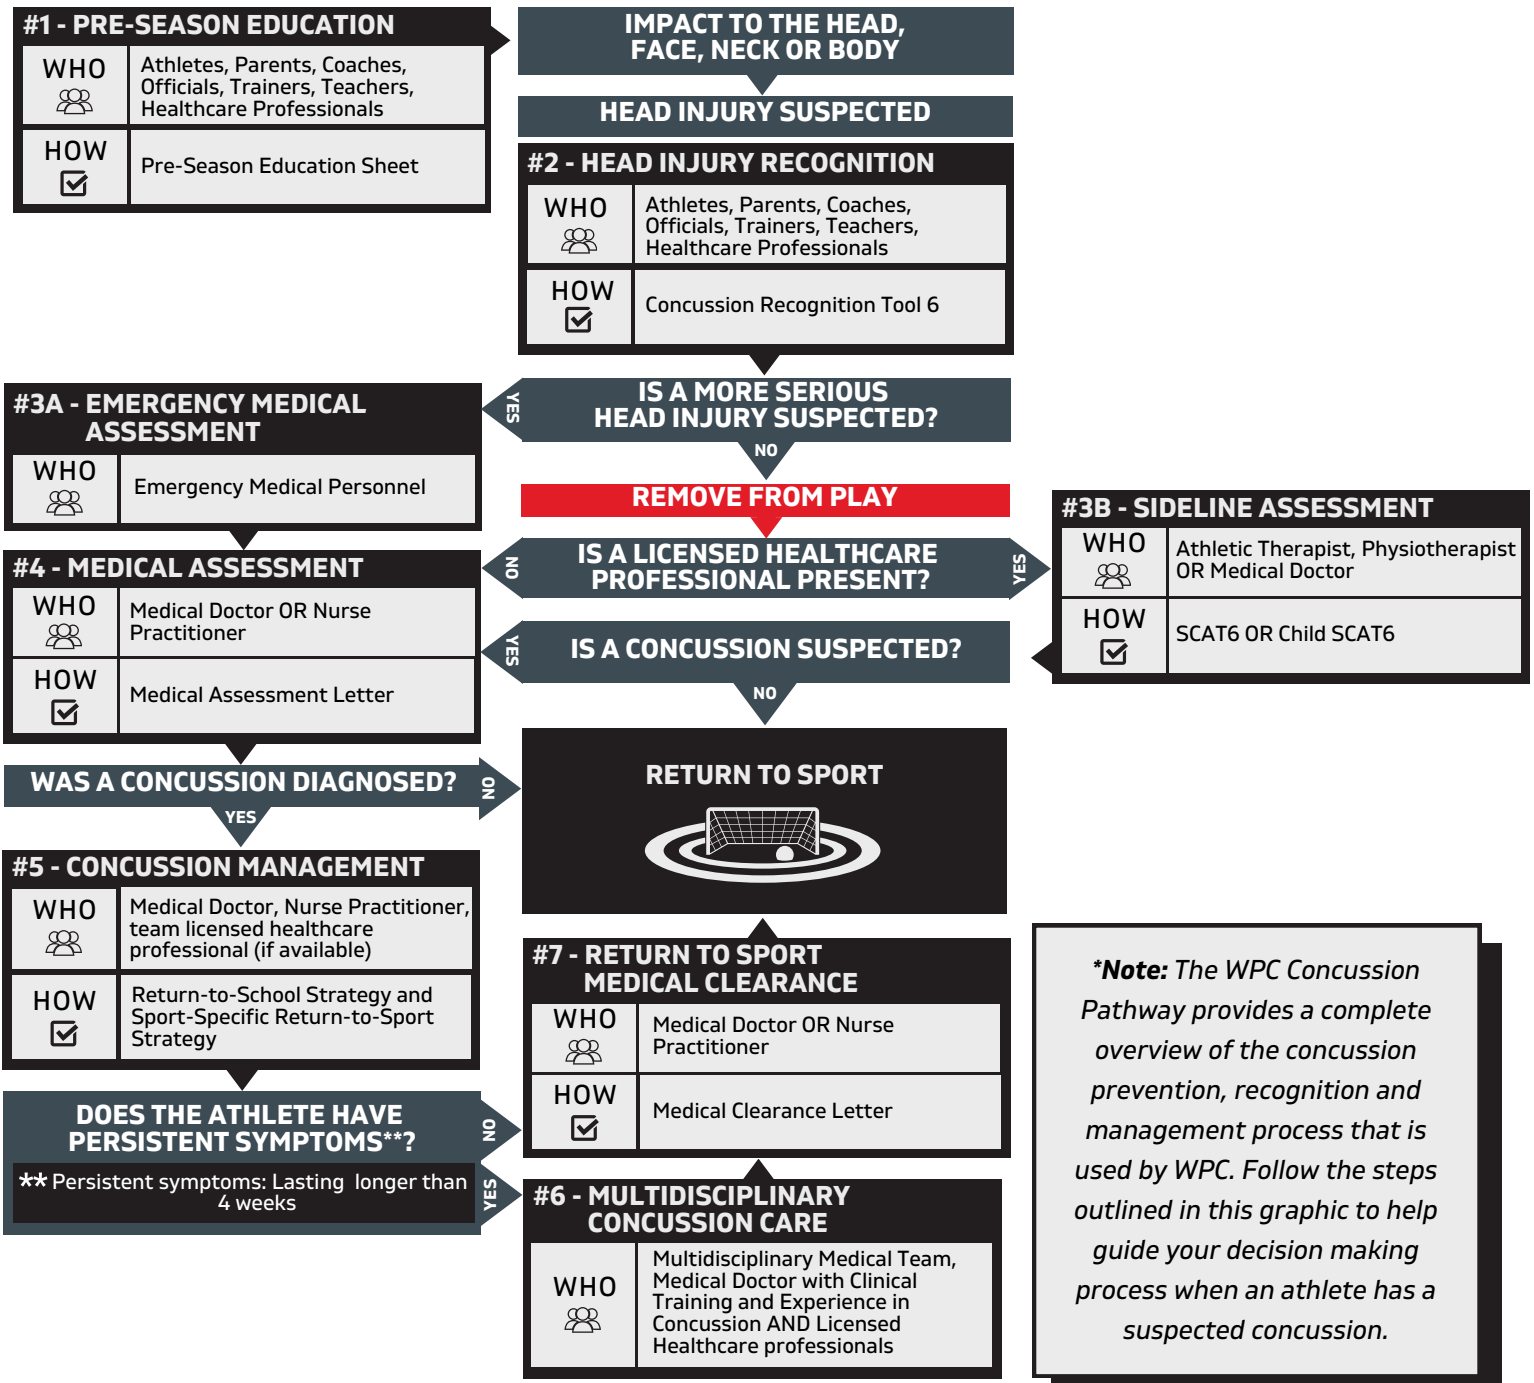 #1 - PRE-SEASON EDUCATION
WHO
Athletes, Parents, Coaches,
Officials, Trainers, Teachers,
Healthcare Professionals
HOW
Pre-Season Education Sheet
IMPACT TO THE HEAD,
FACE, NECK OR BODY
HEAD INJURY SUSPECTED
#2 - HEAD INJURY RECOGNITION
WHO
Athletes, Parents, Coaches,
Officials, Trainers, Teachers,
Healthcare Professionals
HOW
Concussion Recognition Tool 6
IS A MORE SERIOUS
HEAD INJURY SUSPECTED?
YES
NO
#3A - EMERGENCY MEDICAL
ASSESSMENT
WHO
Emergency Medical Personnel
REMOVE FROM PLAY
IS A LICENSED HEALTHCARE
PROFESSIONAL PRESENT?
NO
YES
#3B - SIDELINE ASSESSMENT
WHO
Athletic Therapist, Physiotherapist
OR Medical Doctor
HOW
SCAT6 OR Child SCAT6
#4 - MEDICAL ASSESSMENT
WHO
Medical Doctor OR Nurse
Practitioner
HOW
Medical Assessment Letter
IS A CONCUSSION SUSPECTED?
YES
NO
WAS A CONCUSSION DIAGNOSED?
NO
YES
RETURN TO SPORT
#5 - CONCUSSION MANAGEMENT
WHO
Medical Doctor, Nurse Practitioner,
team licensed healthcare
professional (if available)
HOW
Return-to-School Strategy and
Sport-Specific Return-to-Sport
Strategy
DOES THE ATHLETE HAVE
PERSISTENT SYMPTOMS**?
NO
** Persistent symptoms: Lasting longer than
4 weeks
YES
#7 - RETURN TO SPORT
MEDICAL CLEARANCE
WHO
Medical Doctor OR Nurse
Practitioner
HOW
Medical Clearance Letter
#6 - MULTIDISCIPLINARY
CONCUSSION CARE
WHO
Multidisciplinary Medical Team,
Medical Doctor with Clinical
Training and Experience in
Concussion AND Licensed
Healthcare professionals
*Note: The WPC Concussion
Pathway provides a complete
overview of the concussion
prevention, recognition and
management process that is
used by WPC. Follow the steps
outlined in this graphic to help
guide your decision making
process when an athlete has a
suspected concussion.